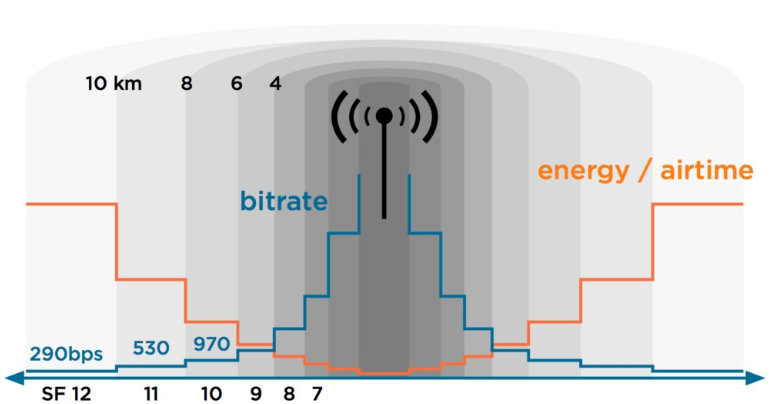 10 km 8 6 4
energy / airtime
bitrate
290bps 530 970
SF 12 11 10 9 8 7